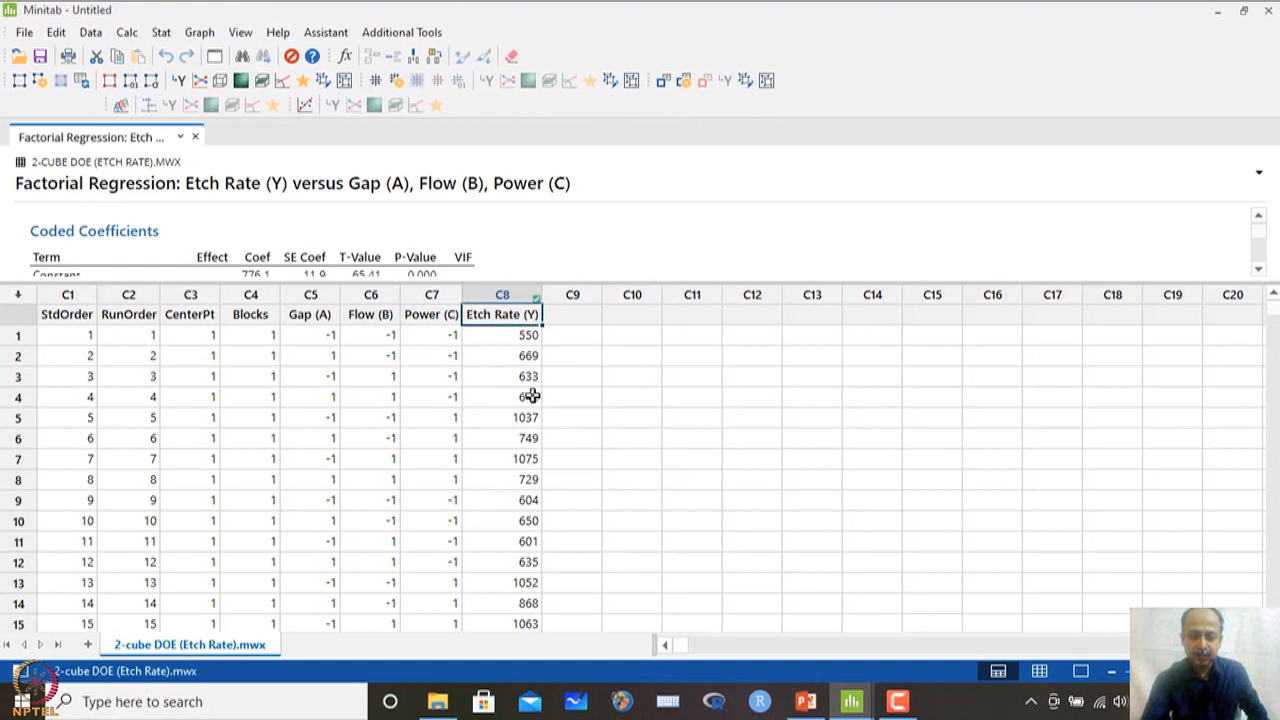 Minitab - Untitled
File Edit Data Calc Stat Graph View Help Assistant Additional Tools
Factorial Regression: Etch ...
2-CUBE DOE (ETCH RATE).MWX
Factorial Regression: Etch Rate (Y) versus Gap (A), Flow (B), Power (C)
Coded Coefficients
Term Effect Coef SE Coef T-Value P-Value VIF
Constant 776.1 11.9 65.41 0.000
C1 C2 C3 C4 C5 C6 C7 C8 C9 C10 C11 C12 C13 C14 C15 C16 C17 C18 C19 C20
StdOrder RunOrder CenterPt Blocks Gap (A) Flow (B) Power (C) Etch Rate (Y)
1 1 1 1 1 -1 -1 -1 550
2 2 2 1 1 1 -1 -1 669
3 3 3 1 1 -1 1 -1 633
4 4 4 1 1 1 1 -1
5 5 5 1 1 -1 -1 1 1037
6 6 6 1 1 1 -1 1 749
7 7 7 1 1 -1 1 1 1075
8 8 8 1 1 1 1 1 729
9 9 9 1 1 -1 -1 -1 604
10 10 10 1 1 1 -1 -1 650
11 11 11 1 1 -1 1 -1 601
12 12 12 1 1 1 1 -1 635
13 13 13 1 1 -1 -1 1 1052
14 14 14 1 1 1 -1 1 868
15 15 15 1 1 -1 1 1 1063
2-cube DOE (Etch Rate).mwx
2-cube DOE (Etch Rate).mwx
Type here to search
NPTEL